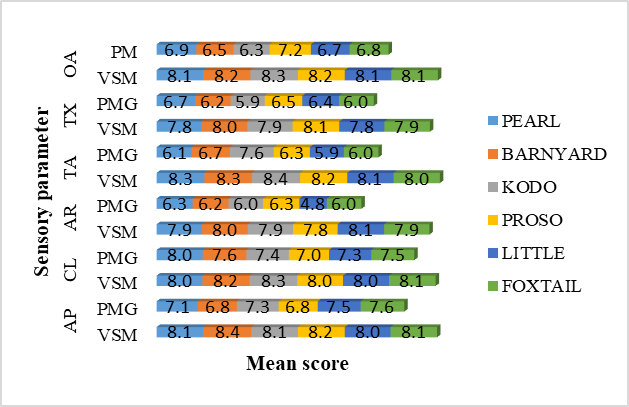 OA PM 6.9 6.5 6.3 7.2 6.7 6.8
VSM 8.1 8.2 8.3 8.2 8.1 8.1
TX PMG 6.7 6.2 5.9 6.5 6.4 6.0
VSM 7.8 8.0 7.9 8.1 7.8 7.9
TA PMG 6.1 6.7 7.6 6.3 5.9 6.0
VSM 8.3 8.3 8.4 8.2 8.1 8.0
AR PMG 6.3 6.2 6.0 6.3 4.8 6.0
VSM 7.9 8.0 7.9 7.8 8.1 7.9
CL PMG 8.0 7.6 7.4 7.0 7.3 7.5
VSM 8.0 8.2 8.3 8.0 8.0 8.1
AP PMG 7.1 6.8 7.3 6.8 7.5 7.6
VSM 8.1 8.4 8.1 8.2 8.0 8.1
Sensory parameter
Mean score
PEARL
BARNYARD
KODO
PROSO
LITTLE
FOXTAIL